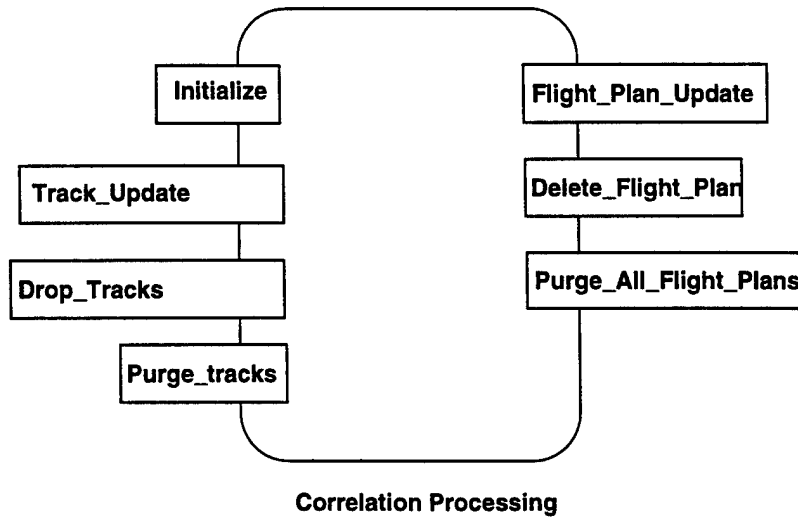 Initialize
Track_Update
Drop_Tracks
Purge_tracks
Flight_Plan_Update
Delete_Flight_Plan
Purge_All_Flight_Plans
Correlation Processing